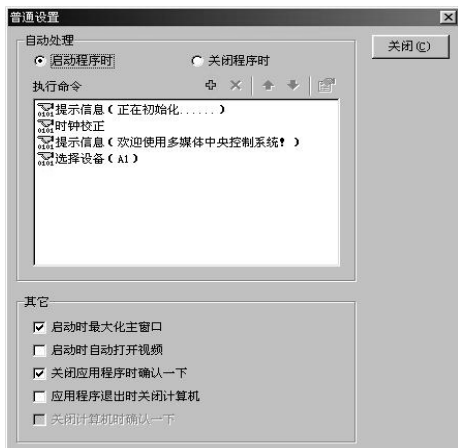 普通设置
自动处理
启动程序时 关闭程序时
关闭(C)
执行命令
提示信息(正在初始化......)
时钟校正
提示信息(欢迎使用多媒体中央控制系统!)
选择设备(A1)
其它
启动时最大化主窗口
启动时自动打开视频
关闭应用程序时确认一下
应用程序退出时关闭计算机
关闭计算机时确认一下